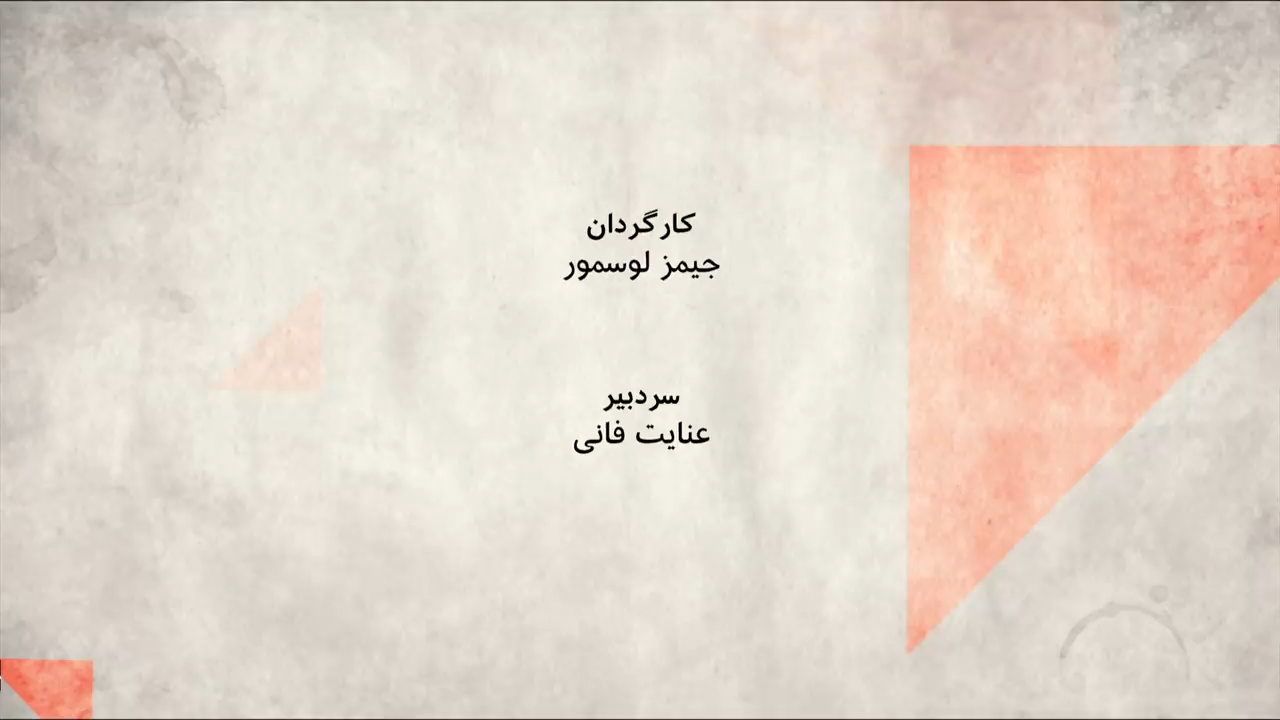 کارگردان
جیمز لوسمور
سردبیر
عنایت فانی